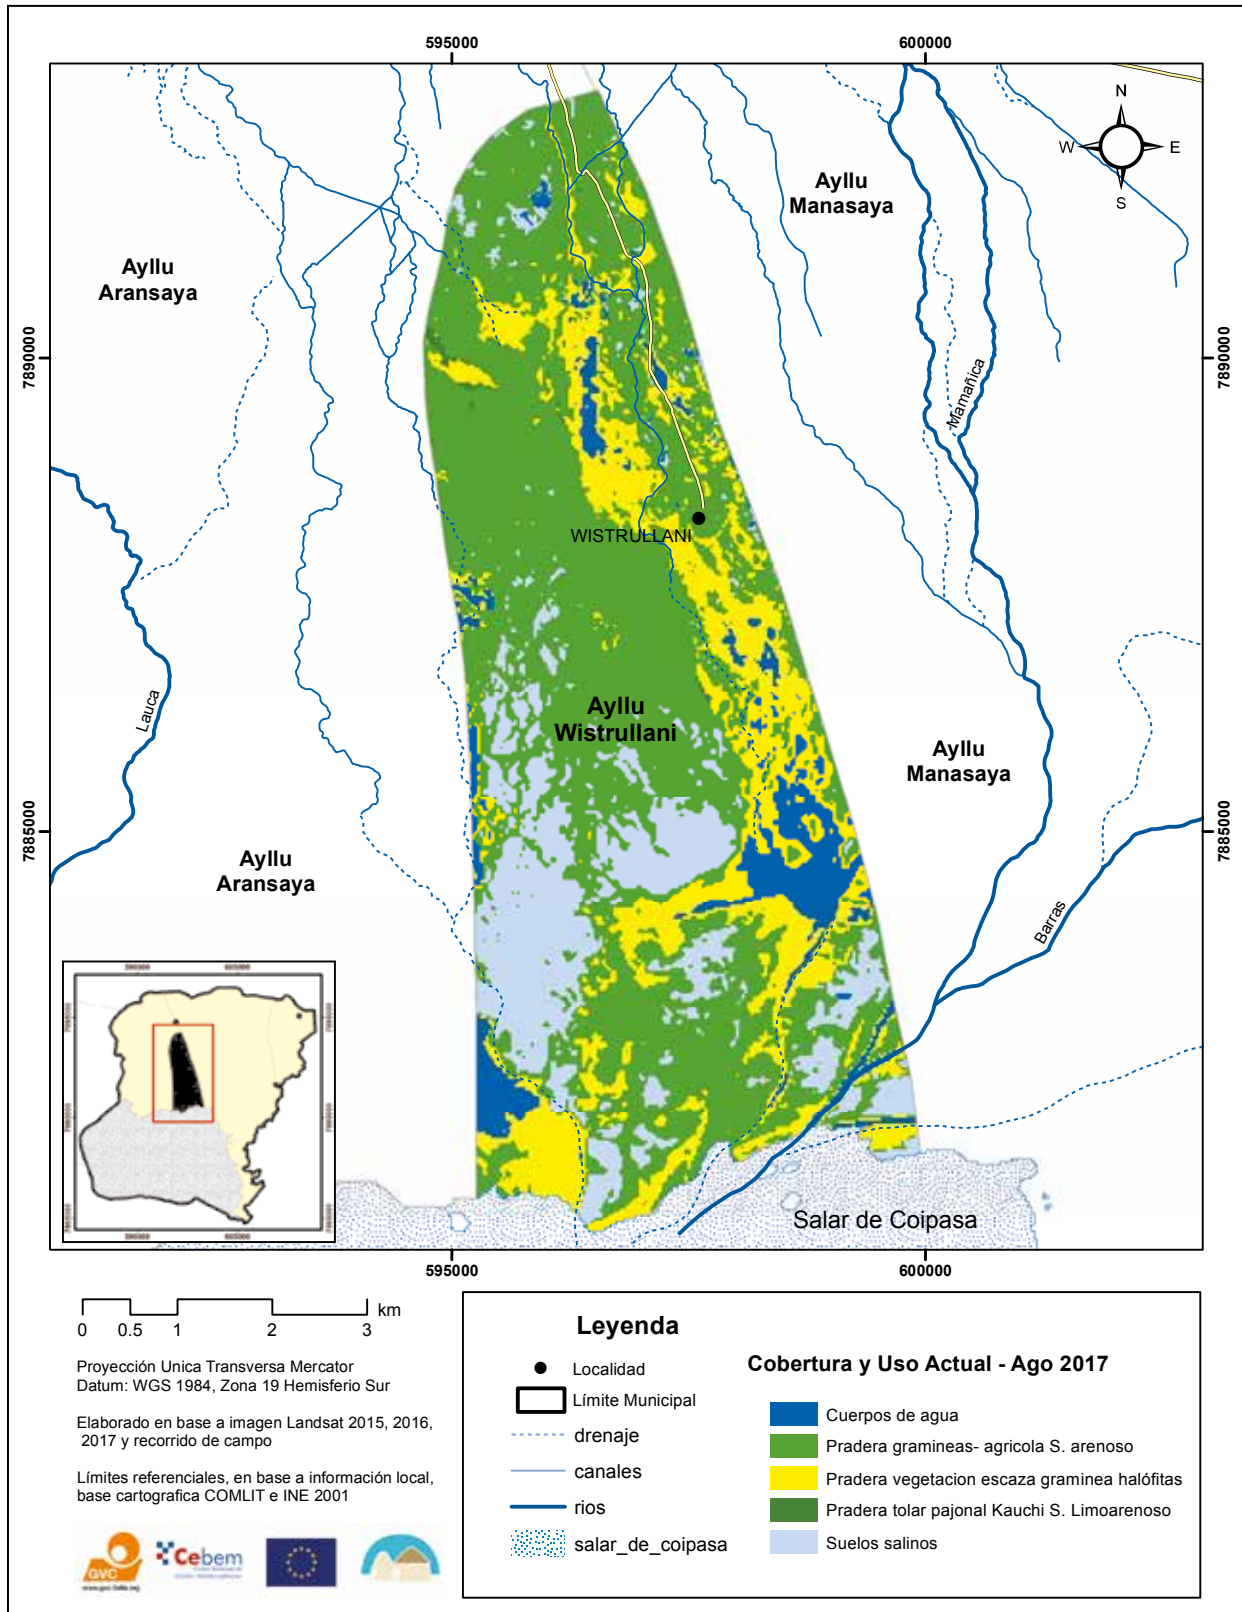 595000
600000
N
W
E
S
Ayllu
Manasaya
Ayllu
Aransaya
7890000
7890000
Mamañica
WISTRULLANI
Lauca
Ayllu
Wistrullani
Ayllu
Manasaya
7885000
7885000
Ayllu
Aransaya
Barras
590000
605000
590000
605000
Salar de Coipasa
595000
600000
km
0 0.5 1 2 3
Proyección Unica Transversa Mercator
Datum: WGS 1984, Zona 19 Hemisferio Sur
Elaborado en base a imagen Landsat 2015, 2016,
2017 y recorrido de campo
Límites referenciales, en base a información local,
base cartografica COMLIT e INE 2001
GVC
Cebem
Leyenda
Localidad
Límite Municipal
drenaje
canales
rios
salar_de_coipasa
Cobertura y Uso Actual - Ago 2017
Cuerpos de agua
Pradera gramineas- agricola S. arenoso
Pradera vegetacion escaza graminea halófitas
Pradera tolar pajonal Kauchi S. Limoarenoso
Suelos salinos